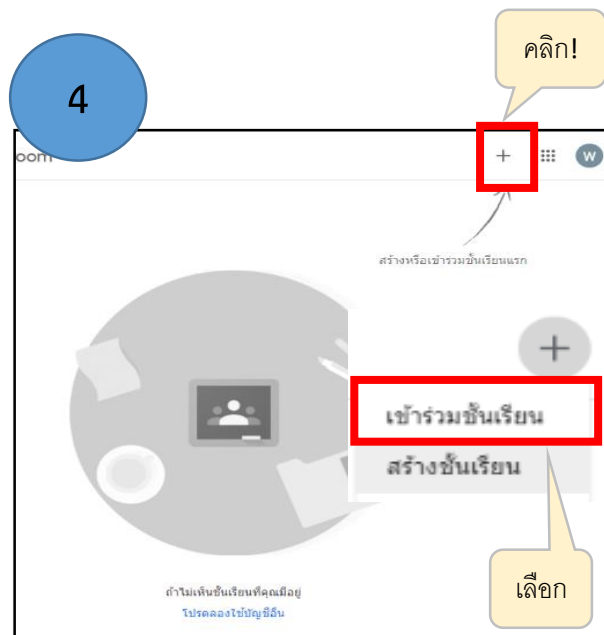 คลิก!
4
oom
+
W
สร้างหรือเข้าร่วมชั้นเรียนแรก
+
เข้าร่วมชั้นเรียน
สร้างชั้นเรียน
ถ้าไม่เห็นชั้นเรียนที่คุณมีอยู่
โปรดลองใช้บัญชีอื่น
เลือก